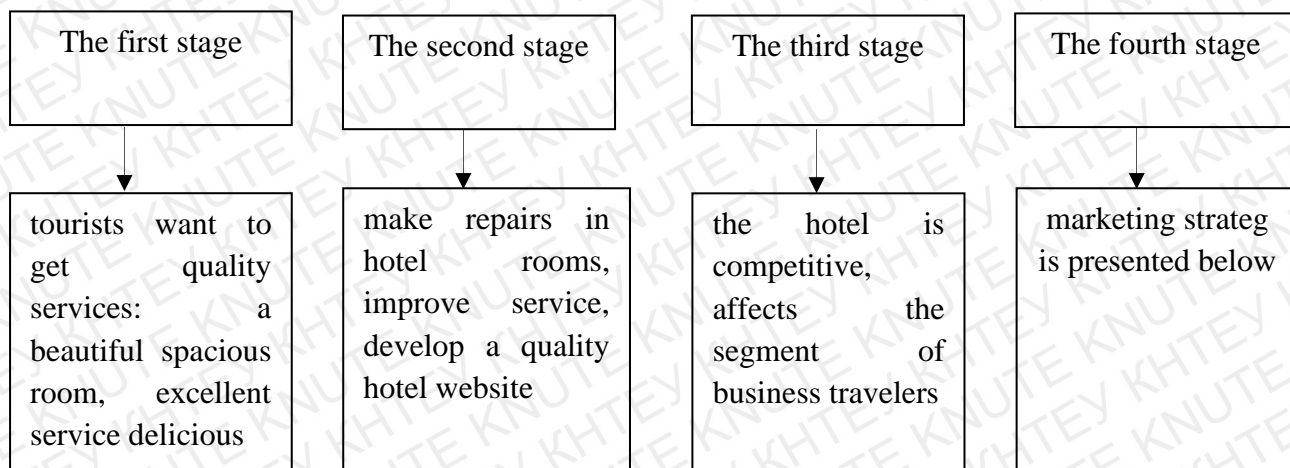 The first stage
The second stage
The third stage
The fourth stage
tourists want to
get quality
services: a
beautiful spacious
room, excellent
service delicious
make repairs in
hotel rooms,
improve service,
develop a quality
hotel website
the hotel is
competitive,
affects the
segment of
business travelers
marketing strateg
is presented below